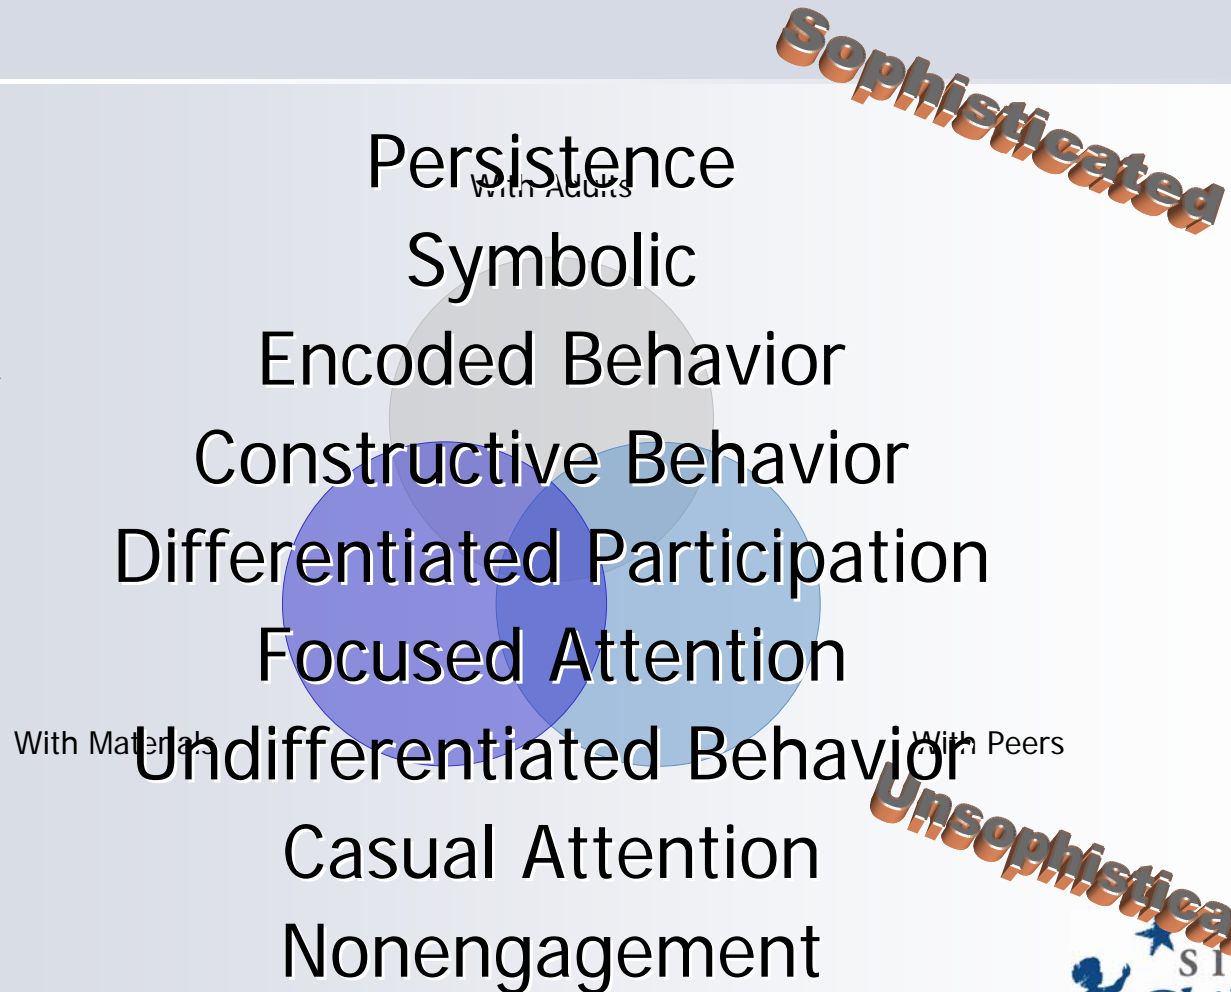 Sophisticated
Persistence
With Adults
Symbolic
Encoded Behavior
Constructive Behavior
Differentiated Participation
Focused Attention
With Materials
Undifferentiated Behavior
With Peers
Unsophistica
Casual Attention
Nonengagement